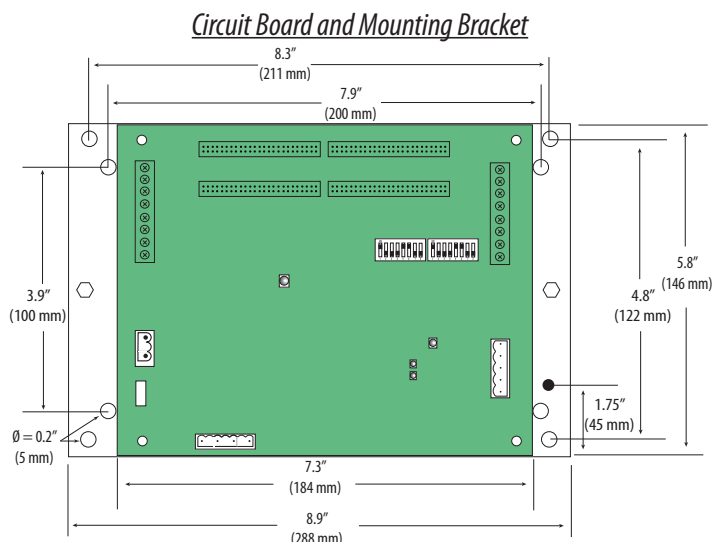 Circuit Board and Mounting Bracket
8.3"
(211 mm)
7.9"
(200 mm)
3.9"
(100 mm)
5.8"
(146 mm)
4.8"
(122 mm)
1.75"
(45 mm)
Ø = 0.2"
(5 mm)
7.3"
(184 mm)
8.9"
(288 mm)